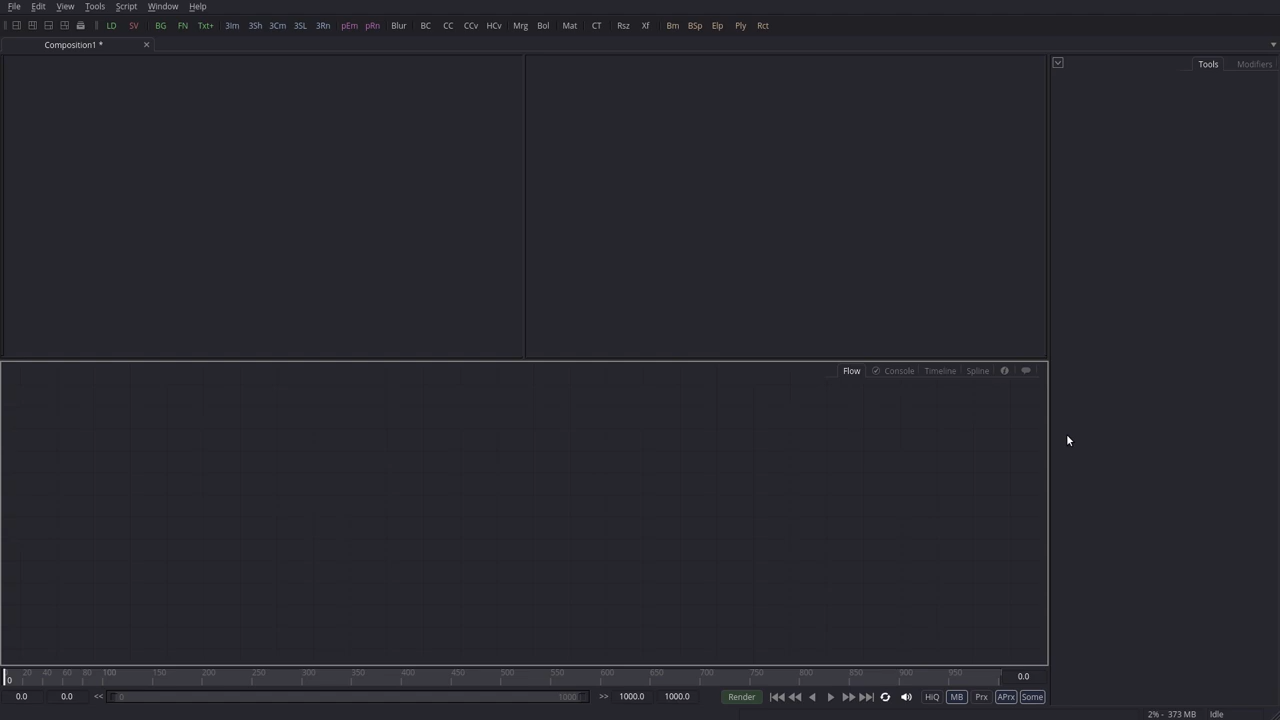 File Edit View Tools Script Window Help
LD SV BG FN Txt+ 3Im 3Sh 3Cm 3SL 3Rn pEm pRn Blur BC CC CCv HCv Mrg Bol Mat CT Rsz Xf Bm BSp Elp Ply Rct
Composition1 *
Tools Modifiers
Flow Console Timeline Spline
0 20 40 60 80 100 150 200 250 300 350 400 450 500 550 600 650 700 750 800 850 900 950 0.0
0.0 0.0 << 0 1000 >> 1000.0 1000.0 Render HiQ MB Prx APrx Some
2% - 373 MB Idle